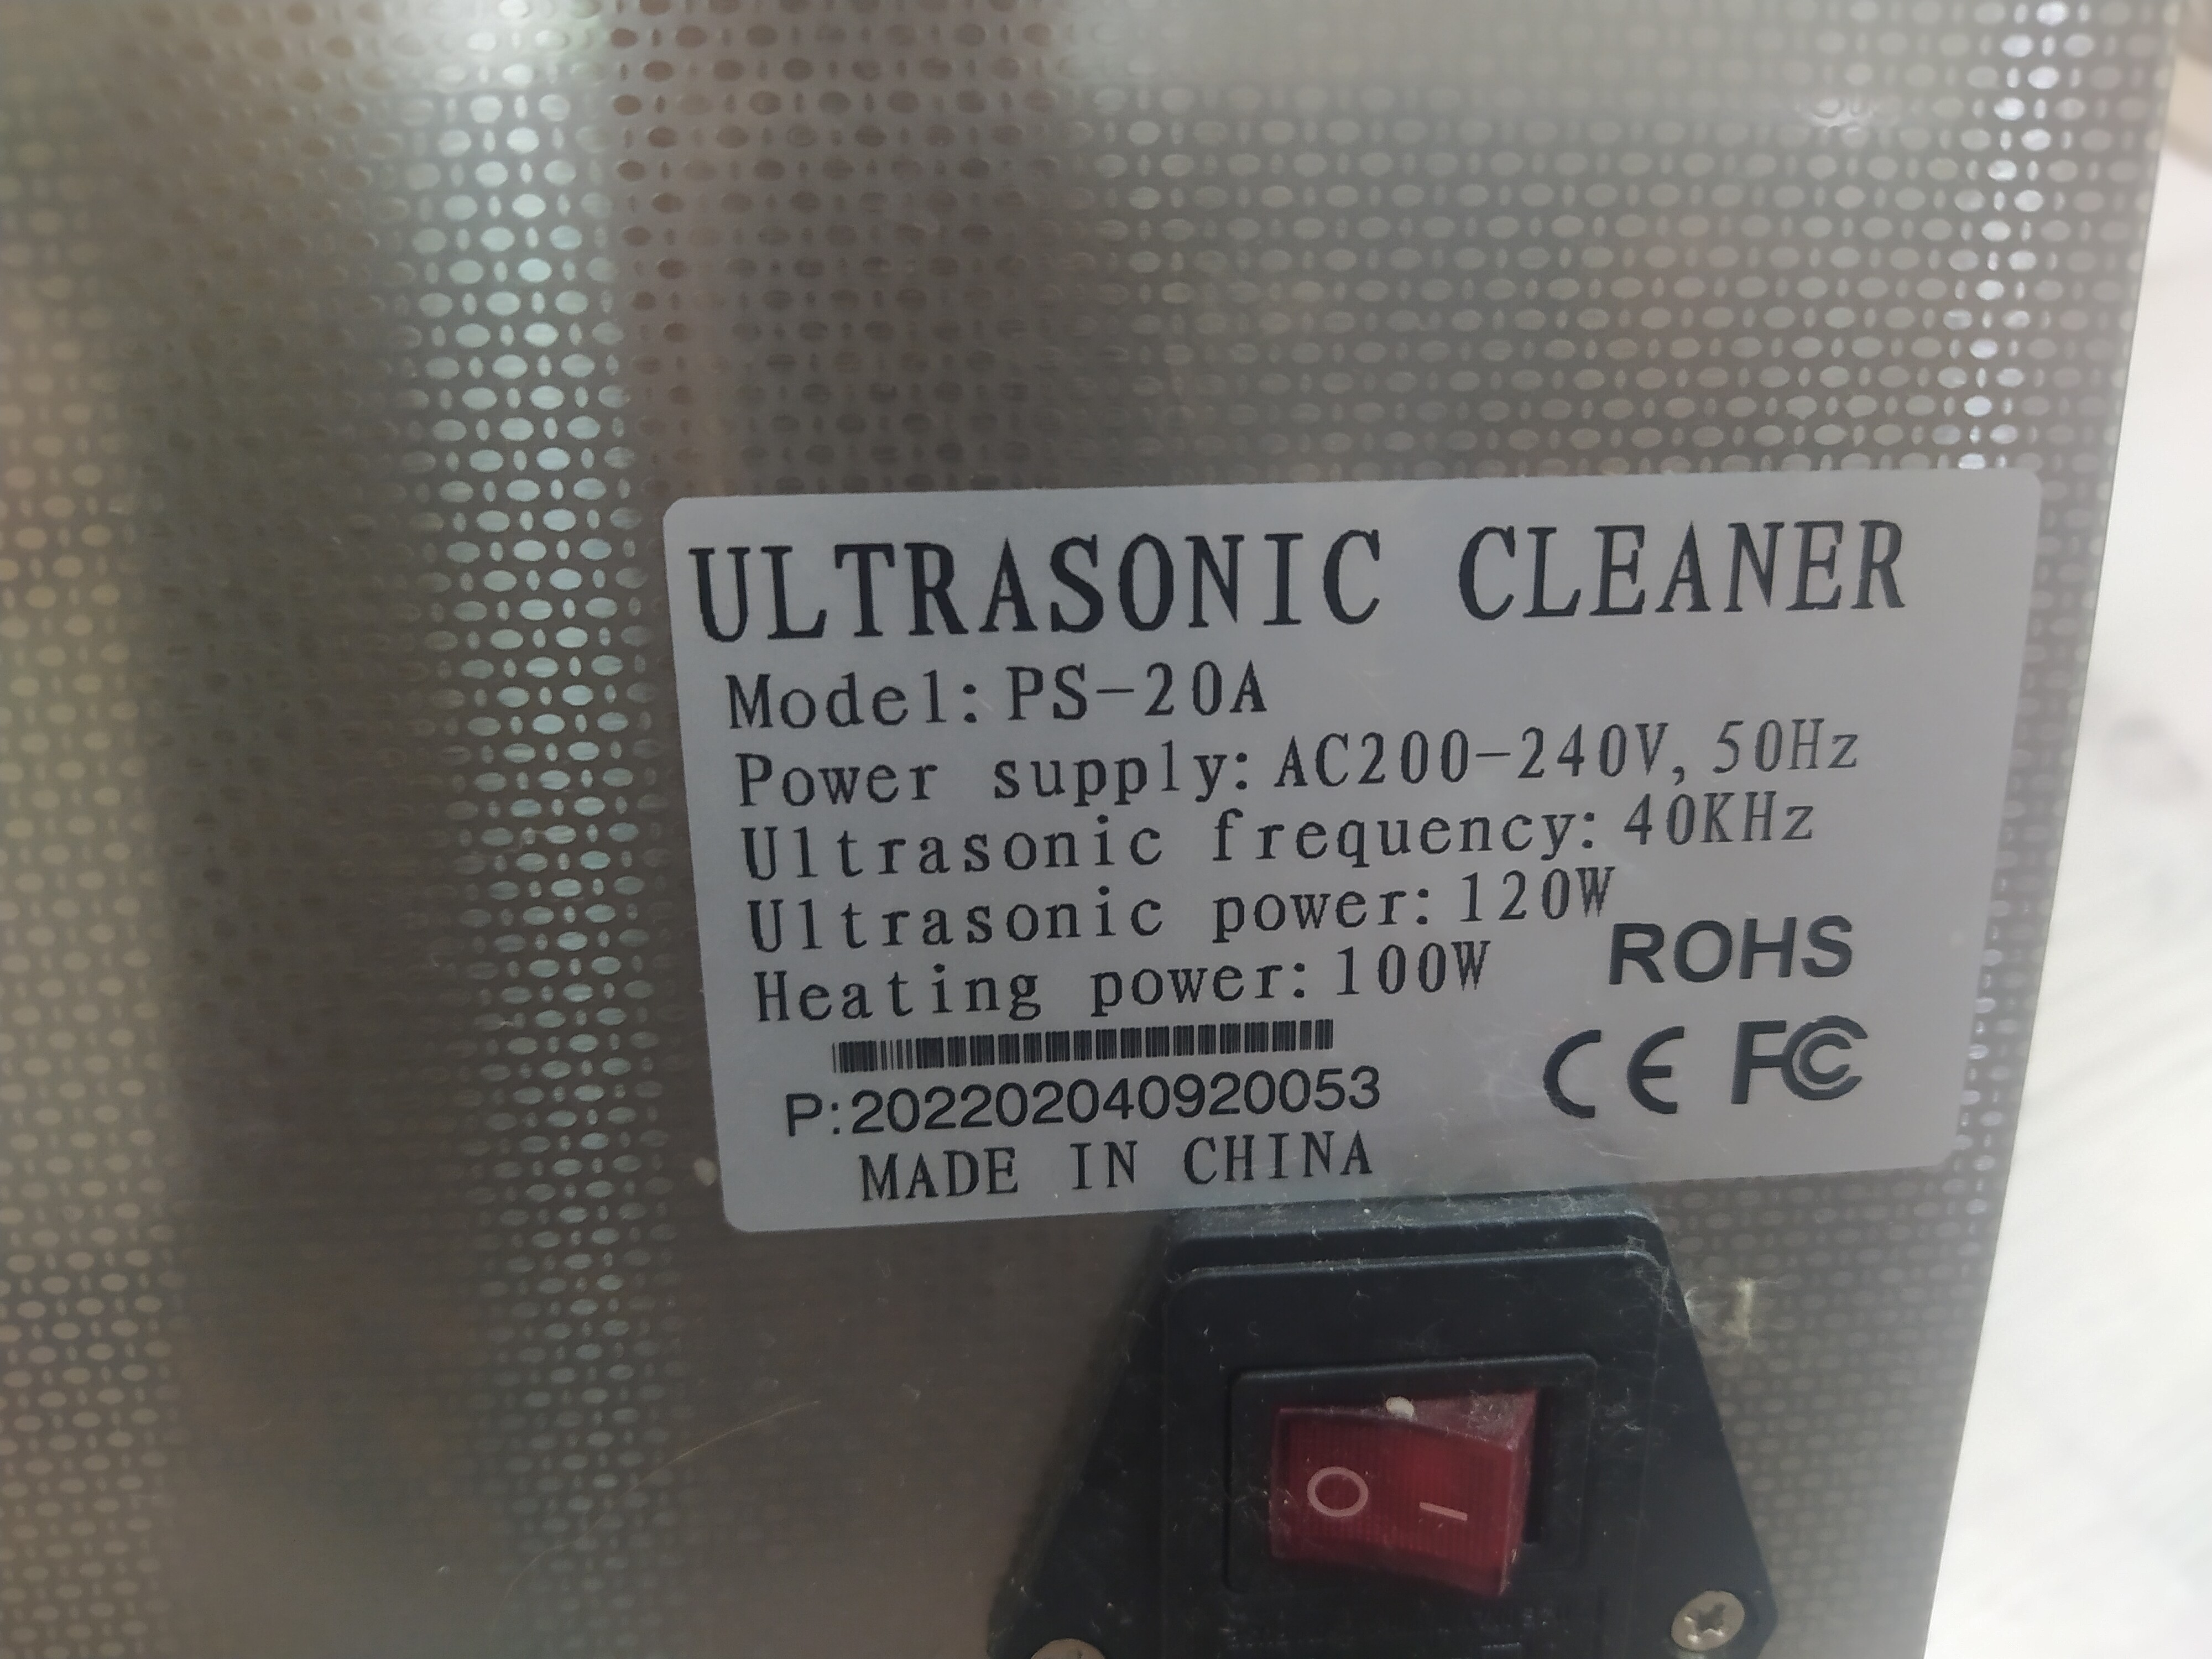 ULTRASONIC CLEANER
Model: PS-20A
Power supply: AC200-240V, 50Hz
Ultrasonic frequency: 40KHz
Ultrasonic power: 120W
Heating power: 100W
ROHS
CE FC
P:202202040920053
MADE IN CHINA
O I